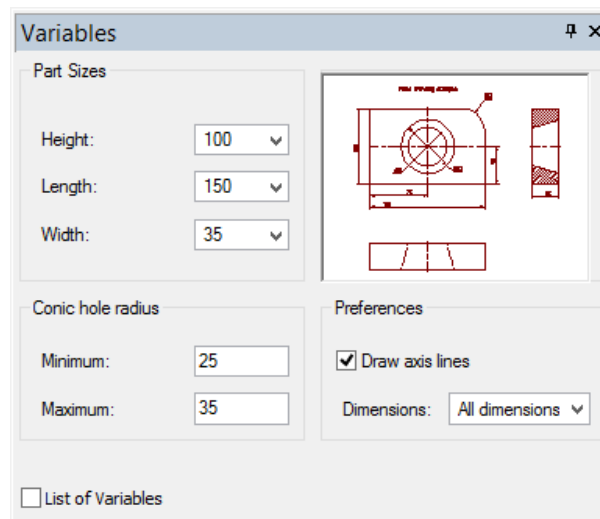 Variables
Part Sizes
Height: 100
Length: 150
Width: 35
Conic hole radius
Minimum: 25
Maximum: 35
Preferences
Draw axis lines
Dimensions: All dimensions
List of Variables